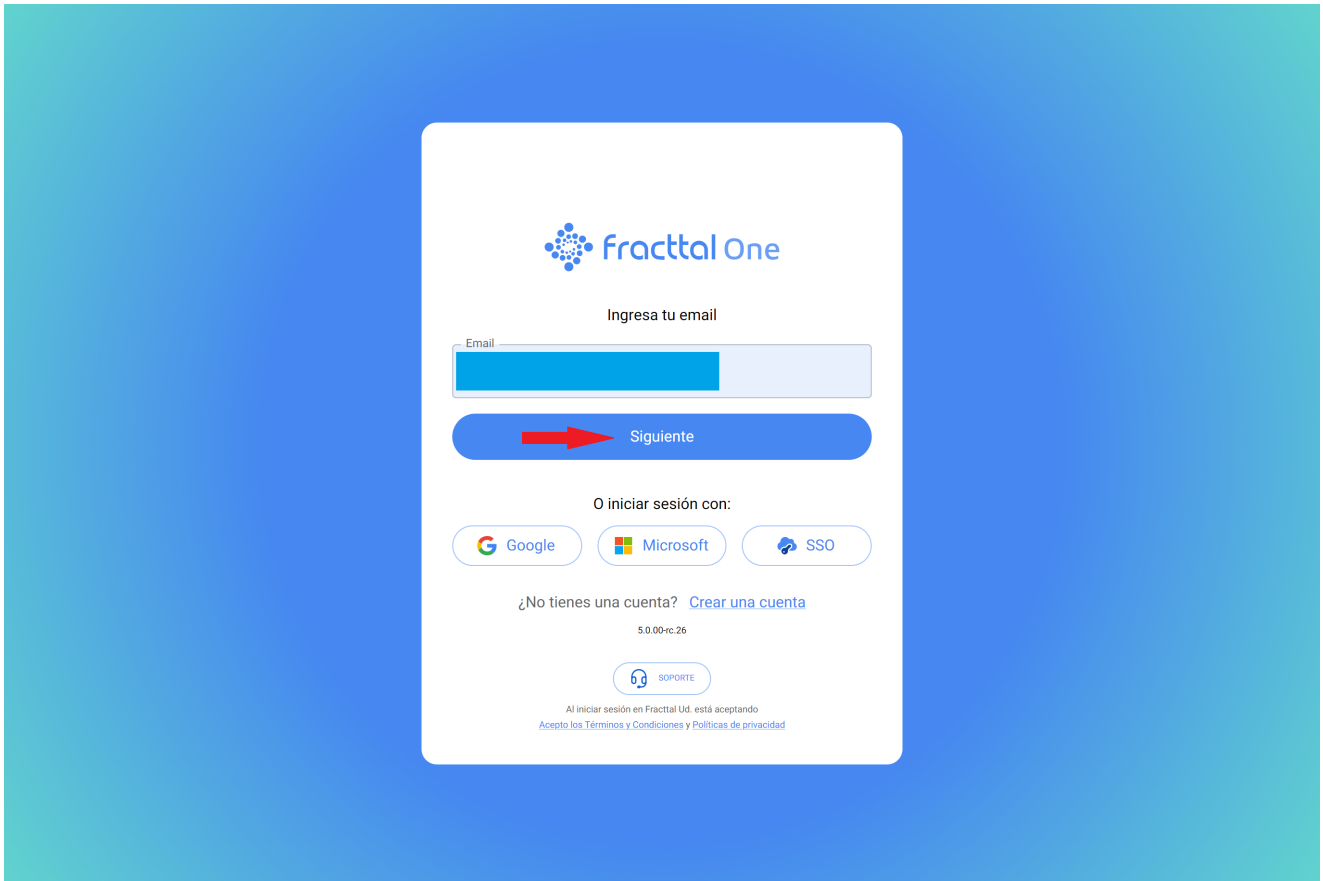 fracttal One
Ingresa tu email
Email
Siguiente
O iniciar sesión con:
Google Microsoft SSO
¿No tienes una cuenta? Crear una cuenta
5.0.00-rc.26
SOPORTE
Al iniciar sesión en Fracttal Ud. está aceptando
Acepto los Términos y Condiciones y Políticas de privacidad